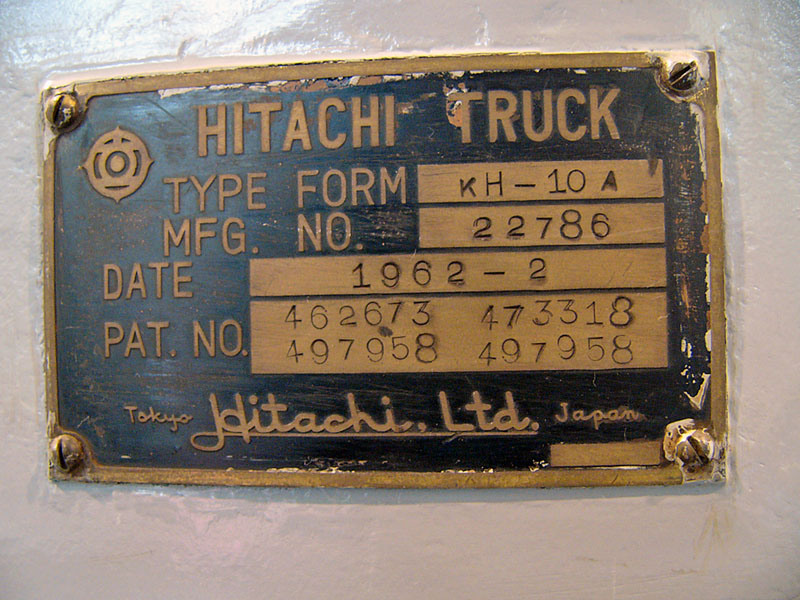 HITACHI TRUCK
TYPE FORM KH-10A
MFG. NO. 22786
DATE 1962-2
PAT. NO. 462673 473318
497958 497958
Tokyo Hitachi, Ltd. Japan